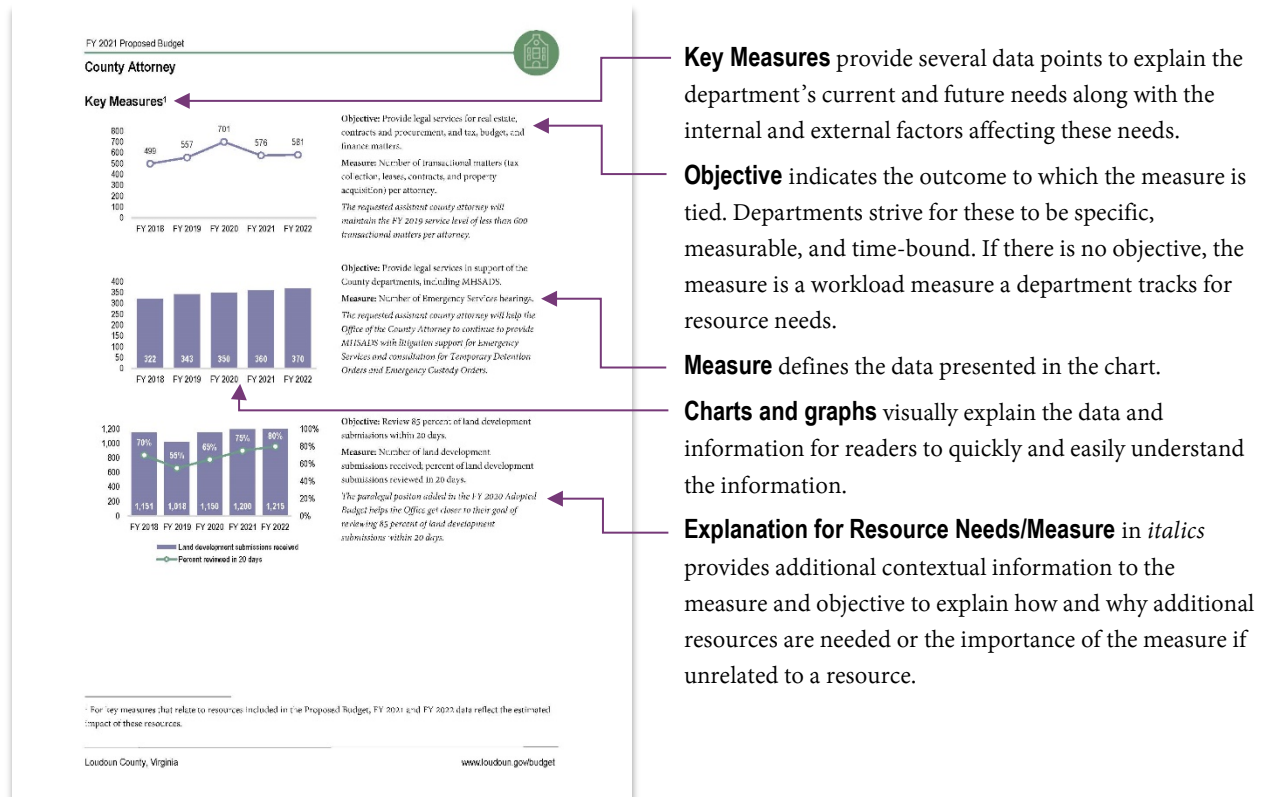 FY 2021 Proposed Budget
County Attorney
Key Measures¹
800
700
600
500
400
300
200
100
0
499
557
701
576
581
FY 2018 FY 2019 FY 2020 FY 2021 FY 2022
Objective: Provide legal services for real estate,
contracts and procurement, and tax, budget, and
finance matters.
Measure: Number of transactional matters (tax
collection, leases, contracts, and property
acquisition) per attorney.
The requested assistant county attorney will
maintain the FY 2019 service level of less than 600
transactional matters per attorney.
400
350
300
250
200
150
100
50
0
322 343 350 360 370
FY 2018 FY 2019 FY 2020 FY 2021 FY 2022
Objective: Provide legal services in support of the
County departments, including MHSADS.
Measure: Number of Emergency Services hearings.
The requested assistant county attorney will help the
Office of the County Attorney to continue to provide
MHSADS with litigation support for Emergency
Services and consultation for Temporary Detention
Orders and Emergency Custody Orders.
1,200
1,000
800
600
400
200
0
70% 55% 65% 75% 80%
1,151 1,018 1,150 1,200 1,215
100%
80%
60%
40%
20%
0%
FY 2018 FY 2019 FY 2020 FY 2021 FY 2022
Land development submissions received
Percent reviewed in 20 days
Objective: Review 85 percent of land development
submissions within 20 days.
Measure: Number of land development
submissions received; percent of land development
submissions reviewed in 20 days.
The paralegal position added in the FY 2020 Adopted
Budget helps the Office get closer to their goal of
reviewing 85 percent of land development
submissions within 20 days.
¹ For key measures that relate to resources included in the Proposed Budget, FY 2021 and FY 2022 data reflect the estimated
impact of these resources.
Loudoun County, Virginia
www.loudoun.gov/budget
Key Measures provide several data points to explain the
department’s current and future needs along with the
internal and external factors affecting these needs.
Objective indicates the outcome to which the measure is
tied. Departments strive for these to be specific,
measurable, and time-bound. If there is no objective, the
measure is a workload measure a department tracks for
resource needs.
Measure defines the data presented in the chart.
Charts and graphs visually explain the data and
information for readers to quickly and easily understand
the information.
Explanation for Resource Needs/Measure in italics
provides additional contextual information to the
measure and objective to explain how and why additional
resources are needed or the importance of the measure if
unrelated to a resource.